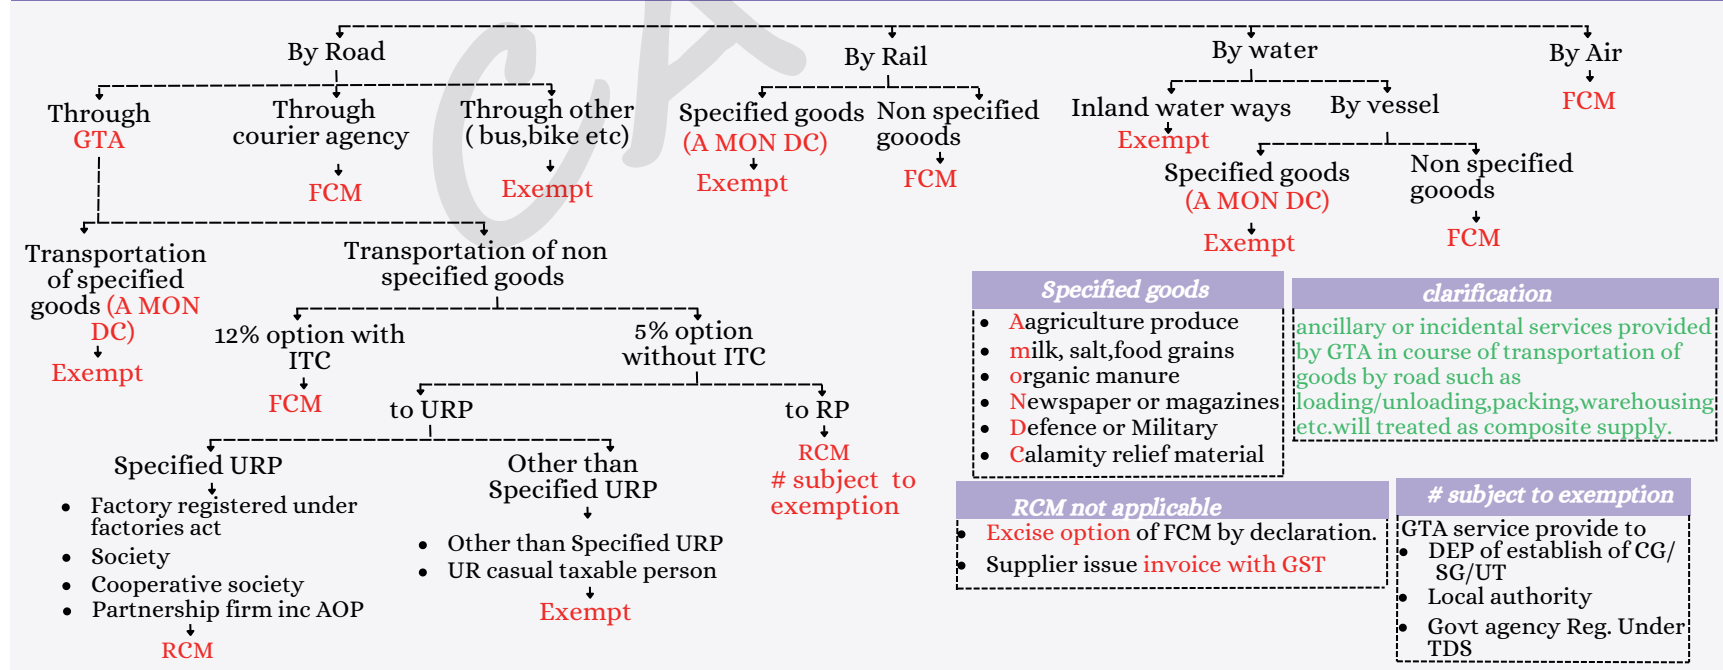 CA
By Road
By Rail
By water
By Air
FCM
Through
GTA
Through
courier agency
FCM
Through other
( bus,bike etc)
Exempt
Specified goods
(A MON DC)
Exempt
Non specified
gooods
FCM
Inland water ways
Exempt
By vessel
Specified goods
(A MON DC)
Exempt
Non specified
gooods
FCM
Transportation
of specified
goods (A MON
DC)
Exempt
Transportation of non
specified goods
12% option with
ITC
FCM
5% option
without ITC
to URP
to RP
RCM
# subject to
exemption
Specified URP
Factory registered under
factories act
Society
Cooperative society
Partnership firm inc AOP
RCM
Other than
Specified URP
Other than Specified URP
UR casual taxable person
Exempt
Specified goods
Aagriculture produce
milk, salt,food grains
organic manure
Newspaper or magazines
Defence or Military
Calamity relief material
clarification
ancillary or incidental services provided
by GTA in course of transportation of
goods by road such as
loading/unloading,packing,warehousing
etc.will treated as composite supply.
RCM not applicable
Excise option of FCM by declaration.
Supplier issue invoice with GST
# subject to exemption
GTA service provide to
DEP of establish of CG/
SG/UT
Local authority
Govt agency Reg. Under
TDS